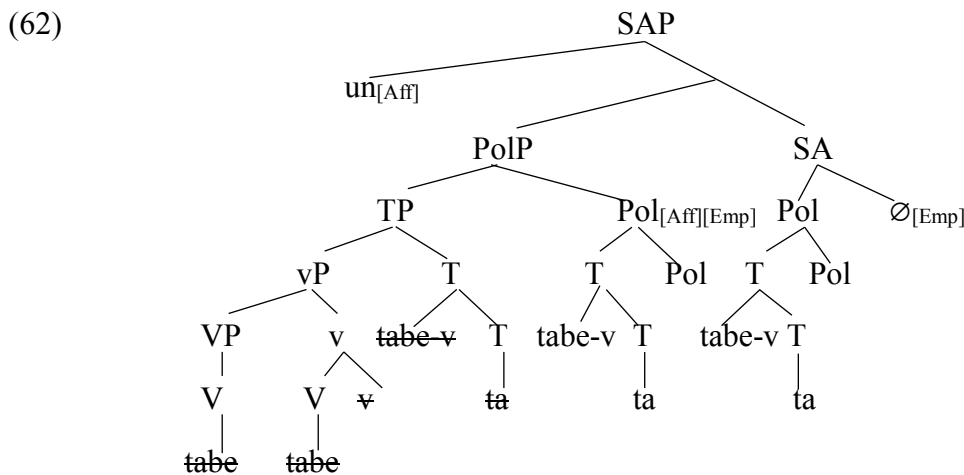 (62) SAP
un[Aff]
PolP SA
TP Pol[Aff][Emp] Pol ∅[Emp]
vP T T Pol T Pol
VP v tabe-v T tabe-v T tabe-v T
V V v ta ta ta
tabe tabe